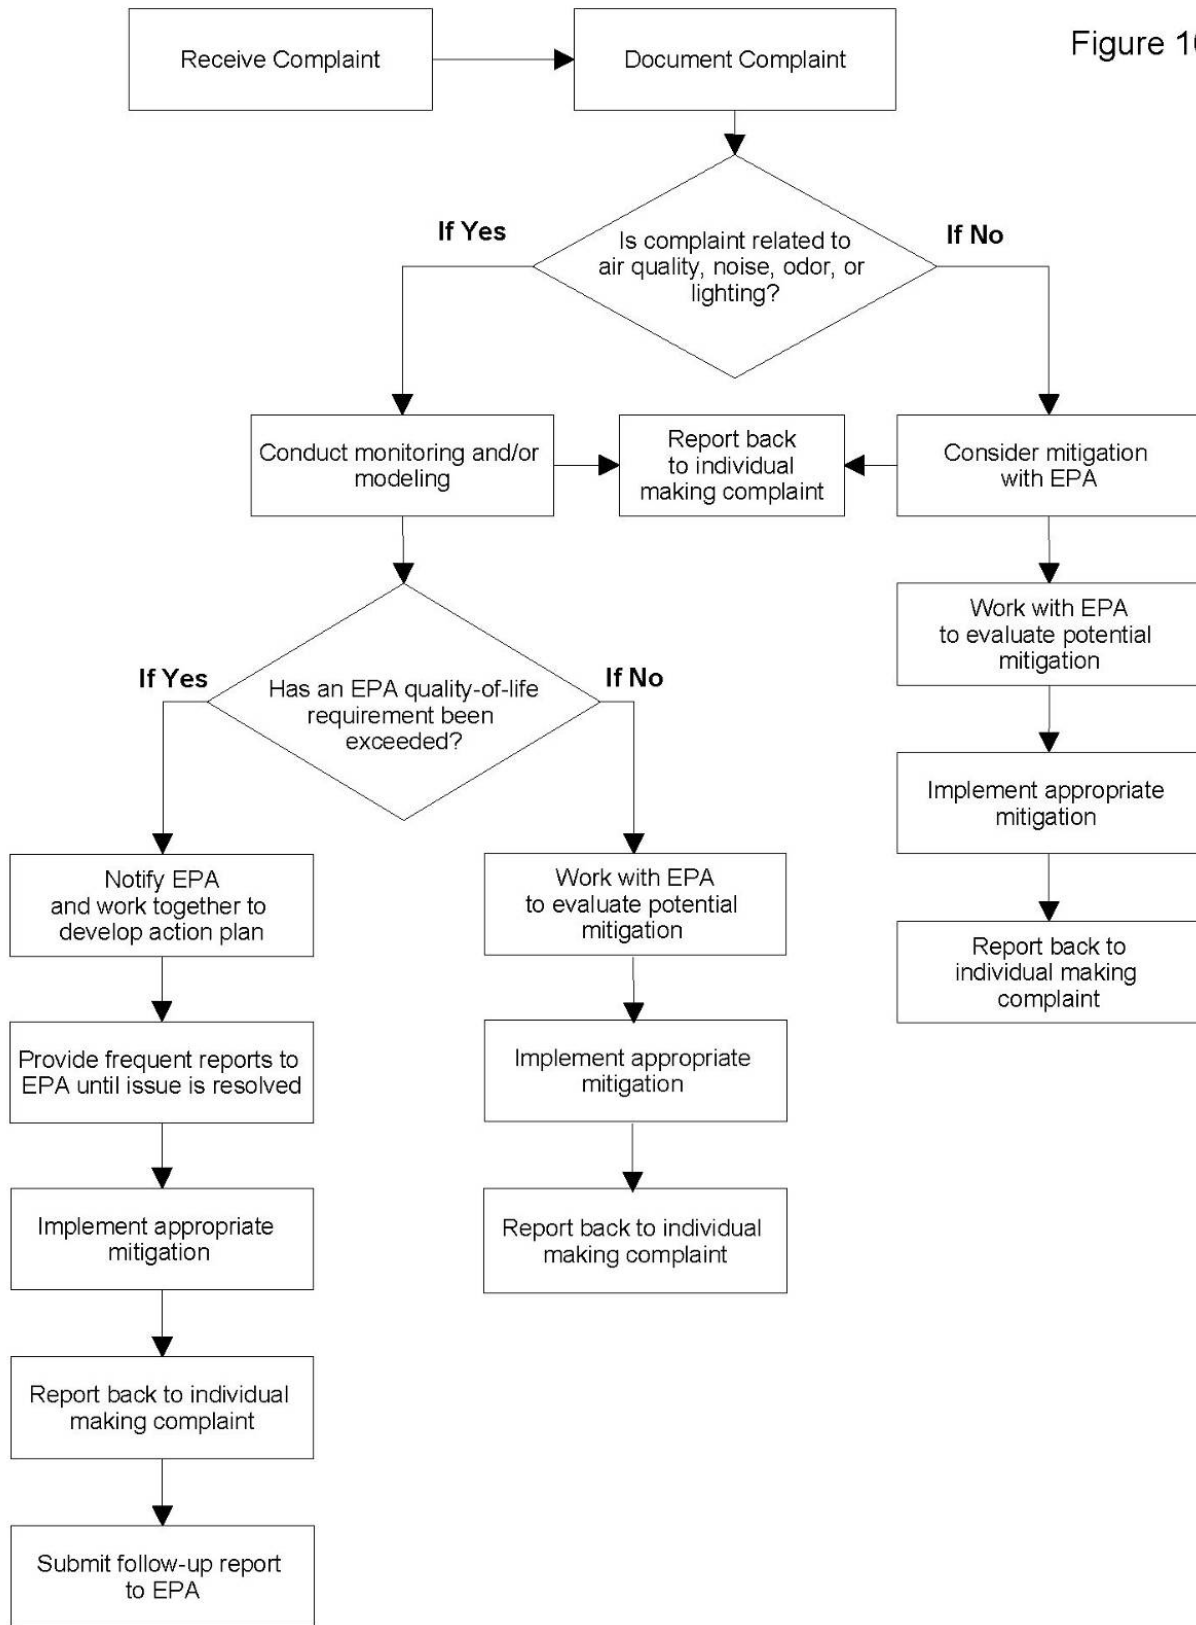 Receive Complaint
Document Complaint
Figure 10
Is complaint related to
air quality, noise, odor, or
lighting?
If Yes
If No
Conduct monitoring and/or
modeling
Report back
to individual
making complaint
Consider mitigation
with EPA
Work with EPA
to evaluate potential
mitigation
Implement appropriate
mitigation
Report back to
individual making
complaint
Has an EPA quality-of-life
requirement been
exceeded?
If Yes
If No
Notify EPA
and work together to
develop action plan
Provide frequent reports to
EPA until issue is resolved
Implement appropriate
mitigation
Report back to individual
making complaint
Submit follow-up report
to EPA
Work with EPA
to evaluate potential
mitigation
Implement appropriate
mitigation
Report back to individual
making complaint